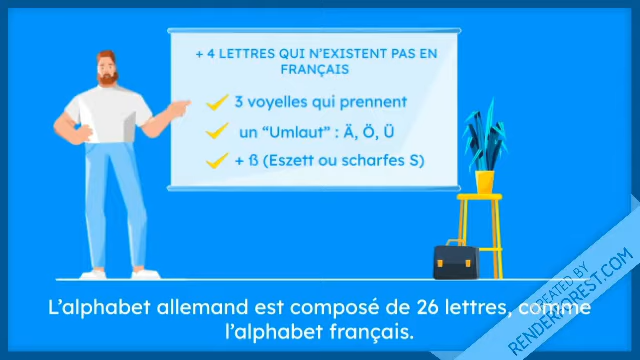 + 4 LETTRES QUI N'EXISTENT PAS EN
FRANÇAIS
3 voyelles qui prennent
un “Umlaut” : Ä, Ö, Ü
+ ß (Eszett ou scharfes S)
L'alphabet allemand est composé de 26 lettres, comme
l'alphabet français.
CREATED BY
RENDERFOREST.COM